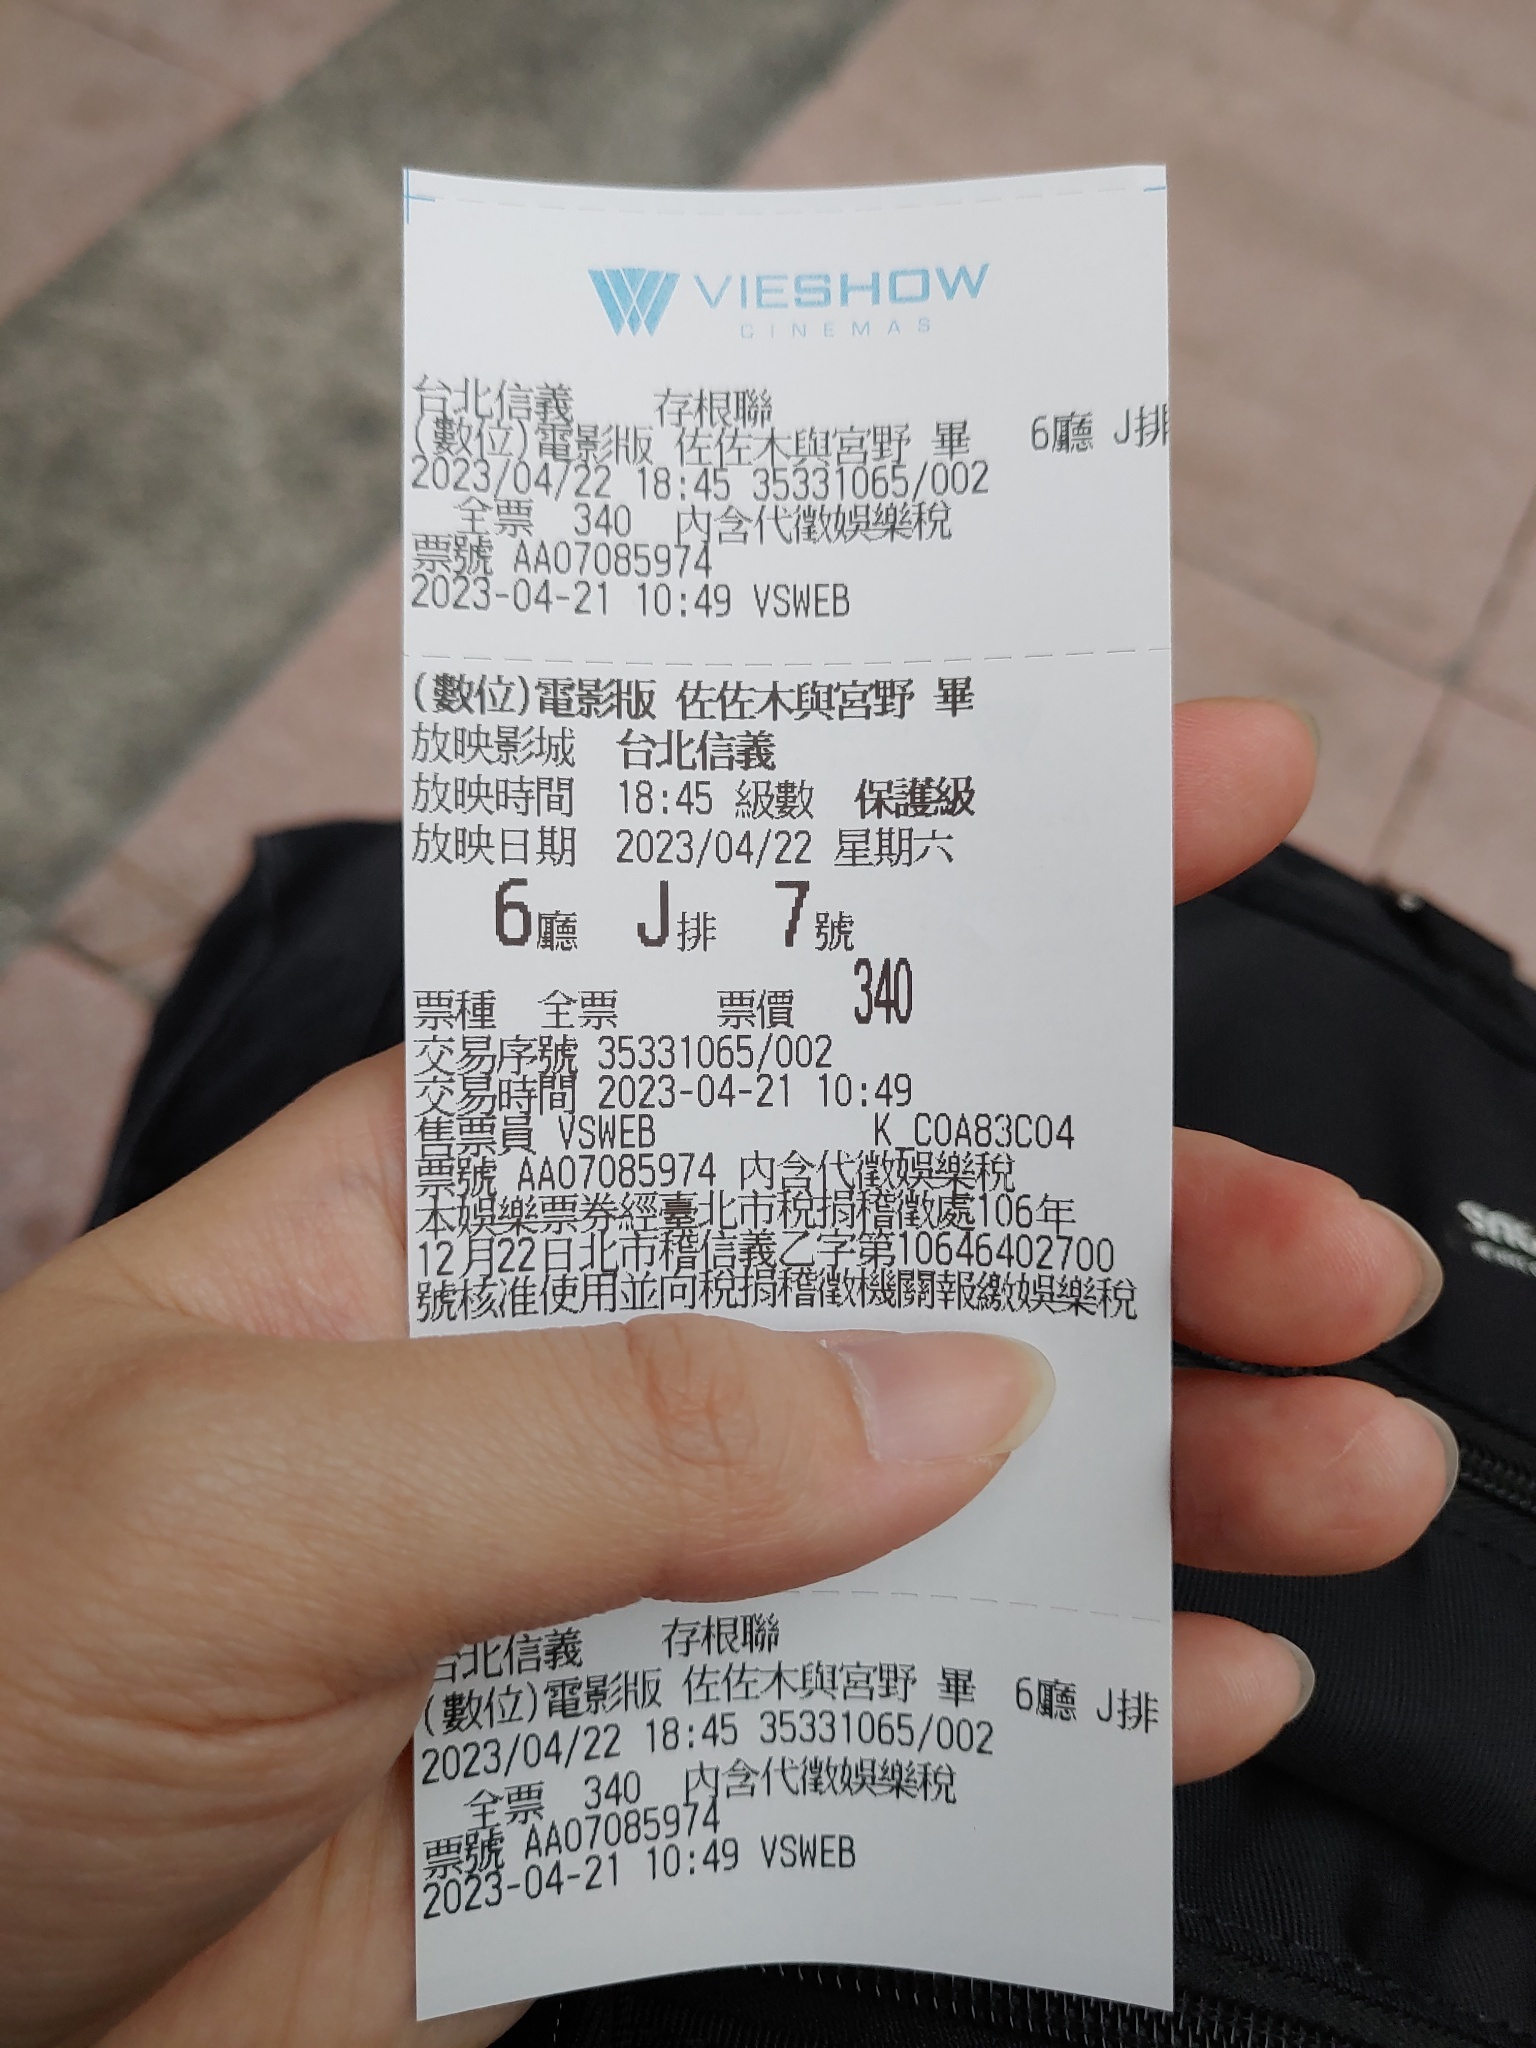 VIESHOW
CINEMAS
台北信義 存根聯
(數位)電影版 佐佐木與宮野 畢 6廳 J排
2023/04/22 18:45 35331065/002
全票 340 內含代徵娛樂稅
票號 AA07085974
2023-04-21 10:49 VSWEB
(數位)電影版 佐佐木與宮野 畢
放映影城 台北信義
放映時間 18:45 級數 保護級
放映日期 2023/04/22 星期六
6廳 J排 7號
票種 全票 票價 340
交易序號 35331065/002
交易時間 2023-04-21 10:49
售票員 VSWEB K_C0A83C04
票號 AA07085974 內含代徵娛樂稅
本娛樂票券經臺北市稅捐稽徵處106年
12月22日北市稽信義乙字第10646402700
號核准使用並向稅捐稽徵機關報繳娛樂稅
台北信義 存根聯
(數位)電影版 佐佐木與宮野 畢 6廳 J排
2023/04/22 18:45 35331065/002
全票 340 內含代徵娛樂稅
票號 AA07085974
2023-04-21 10:49 VSWEB